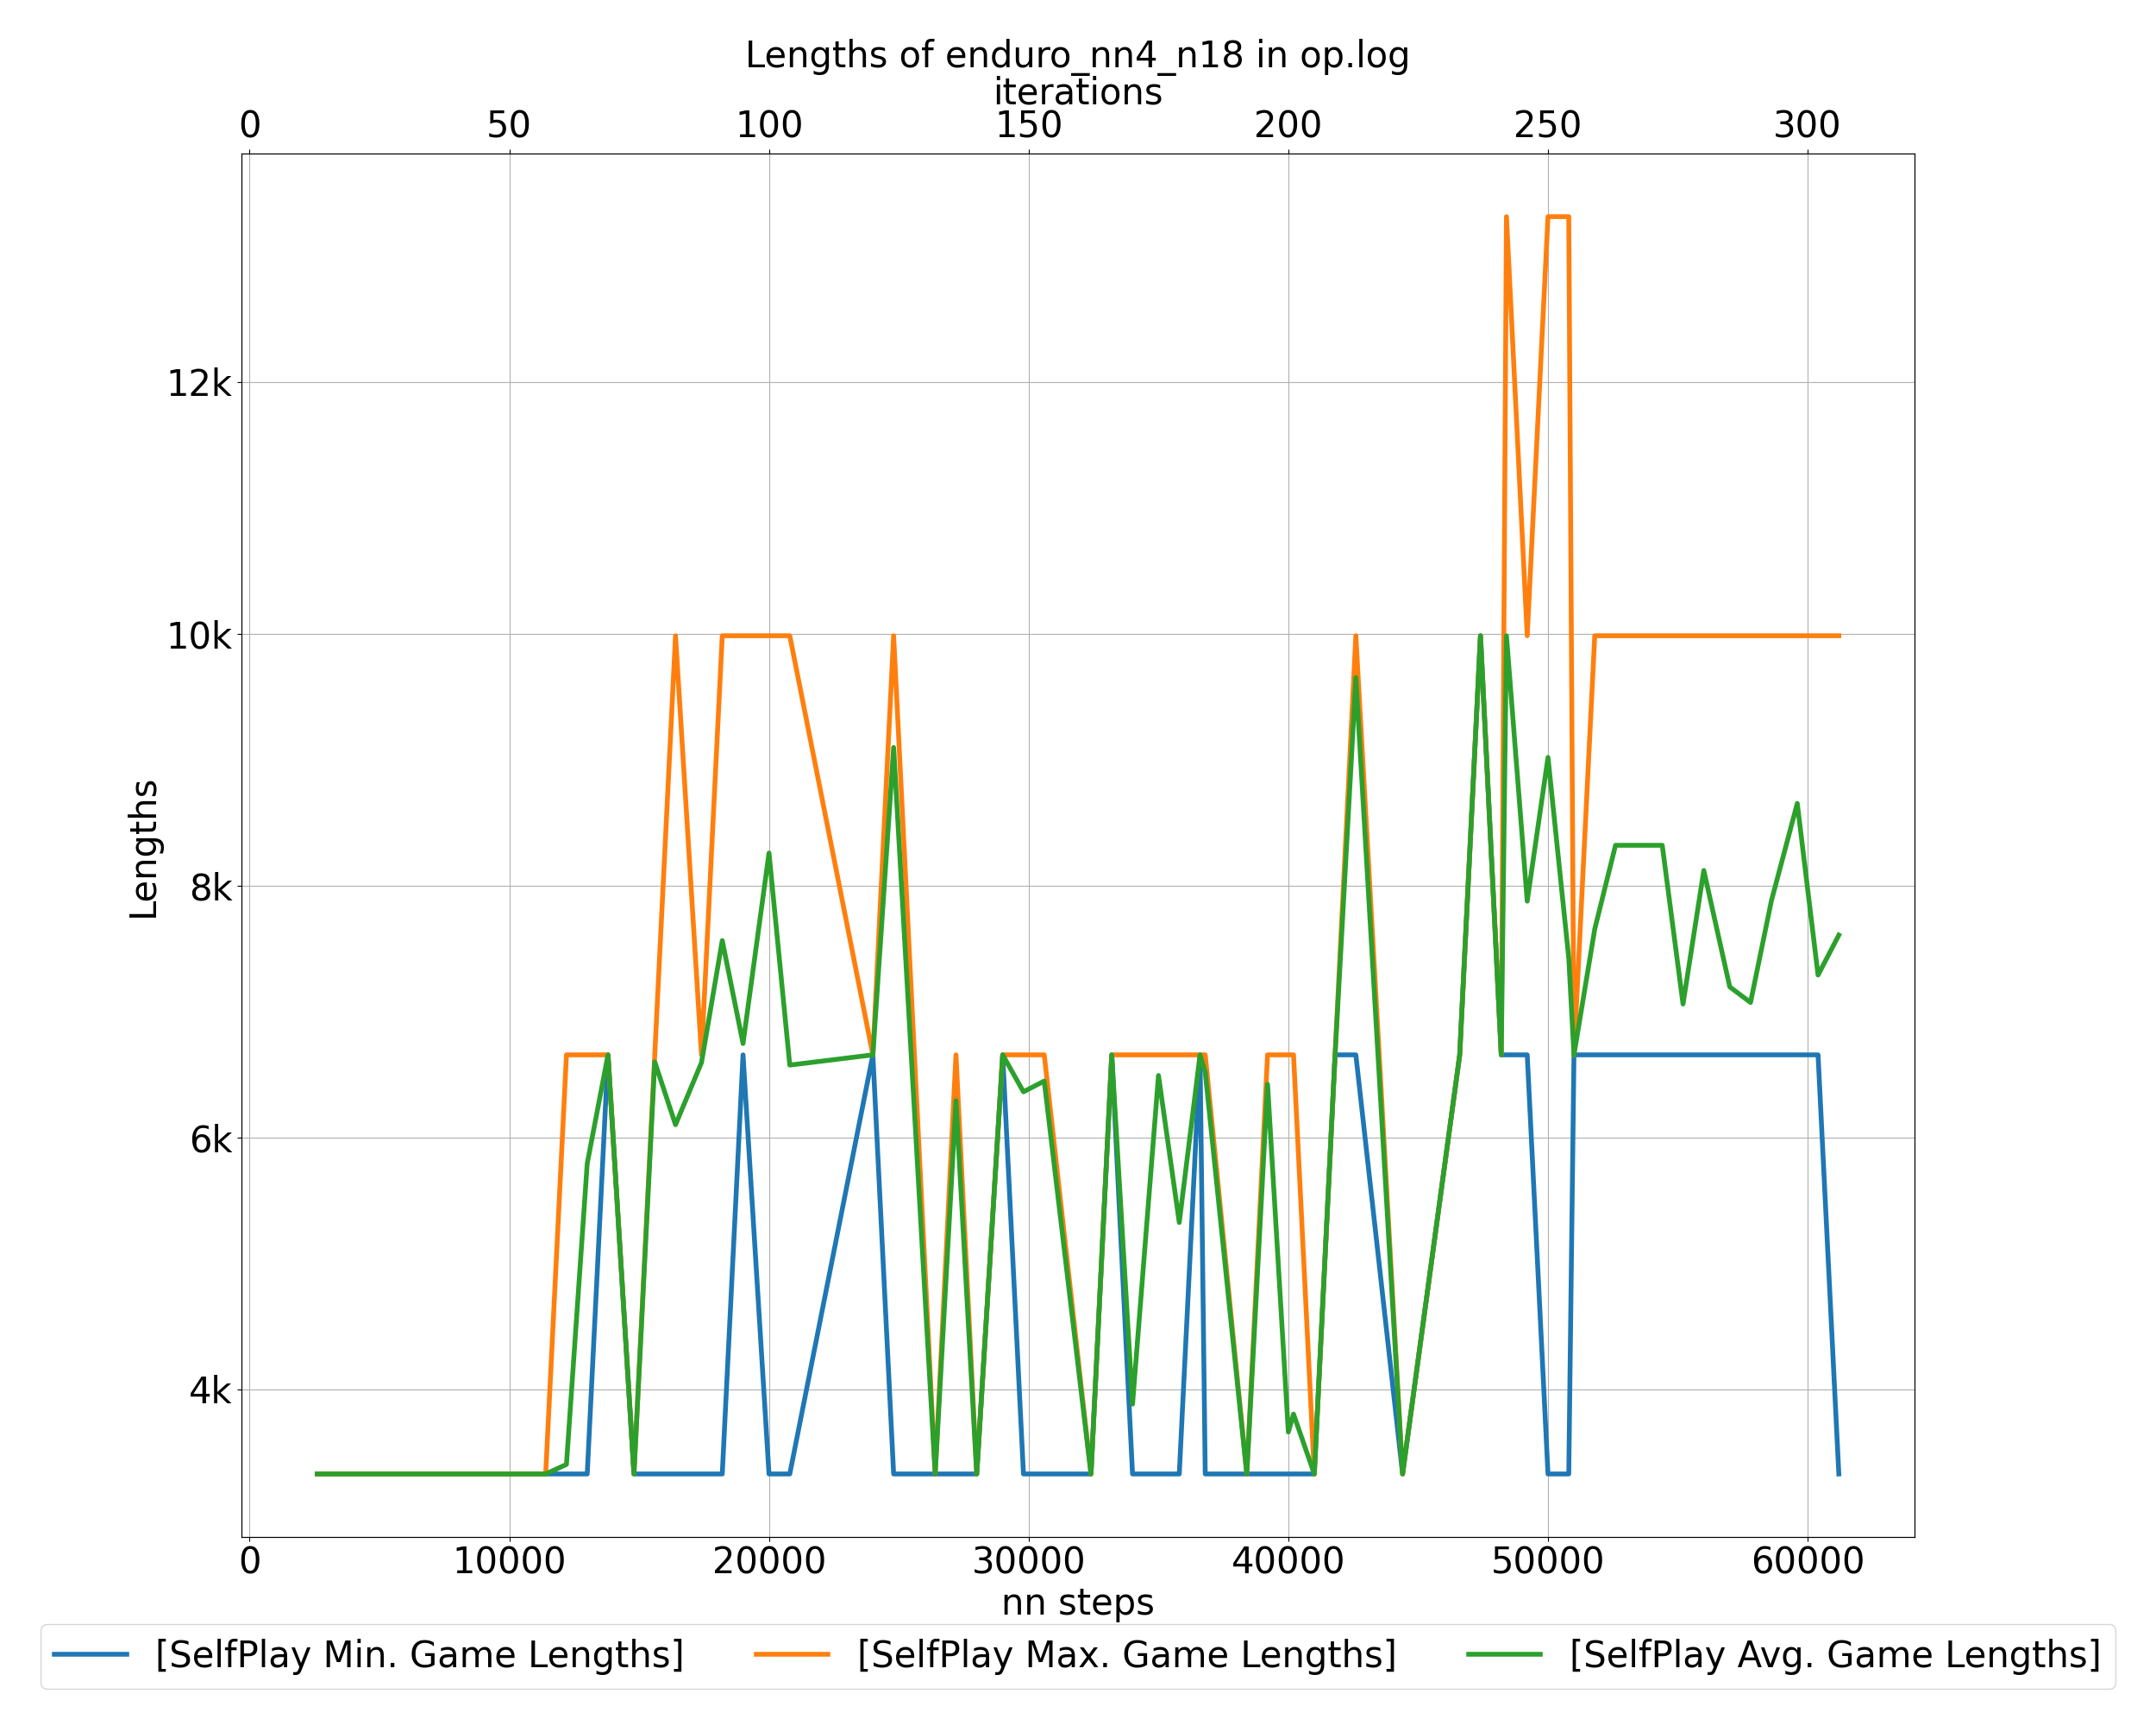 Lengths of enduro_nn4_n18 in op.log
iterations
0 50 100 150 200 250 300
12k
10k
8k
6k
4k
Lengths
0 10000 20000 30000 40000 50000 60000
nn steps
[SelfPlay Min. Game Lengths] [SelfPlay Max. Game Lengths] [SelfPlay Avg. Game Lengths]